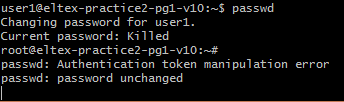 user1@eltex-practice2-pg1-v10:~$ passwd
Changing password for user1.
Current password: Killed
root@eltex-practice2-pg1-v10:~#
passwd: Authentication token manipulation error
passwd: password unchanged